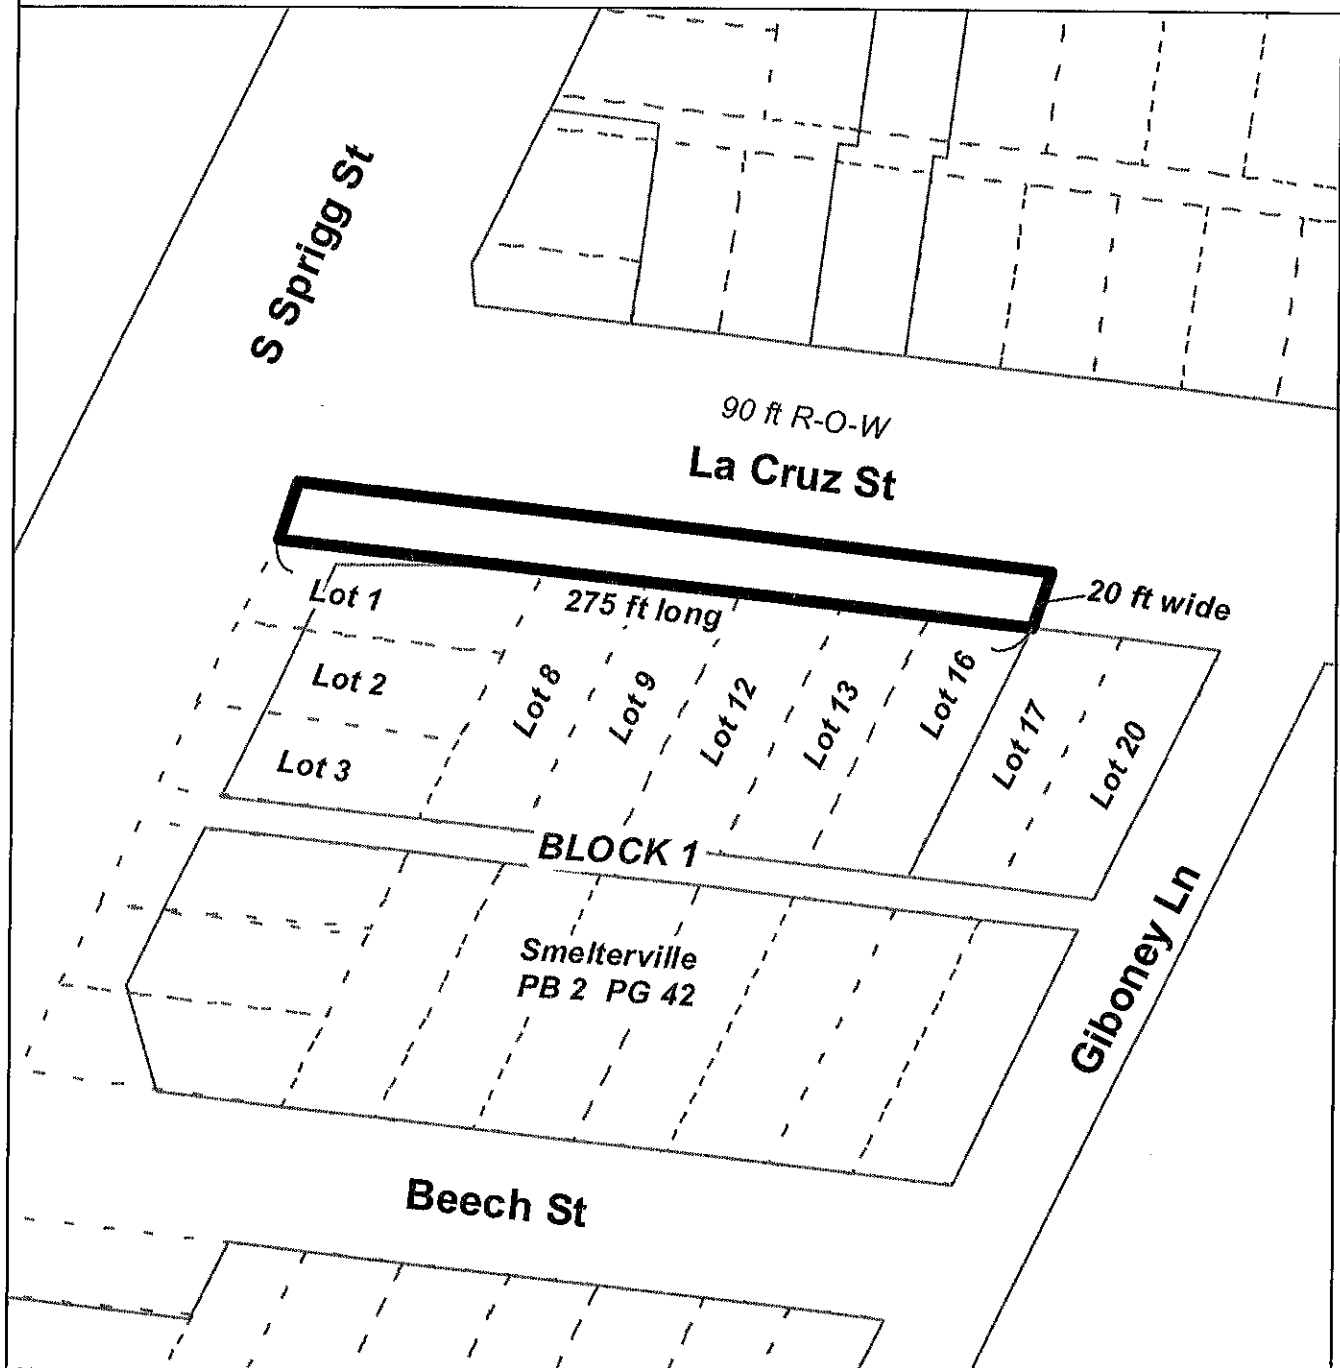 S Sprigg St
90 ft R-O-W
La Cruz St
Lot 1
275 ft long
20 ft wide
Lot 2
Lot 3
Lot 8
Lot 9
Lot 12
Lot 13
Lot 16
Lot 17
Lot 20
BLOCK 1
Smelterville
PB 2 PG 42
Giboney Ln
Beech St